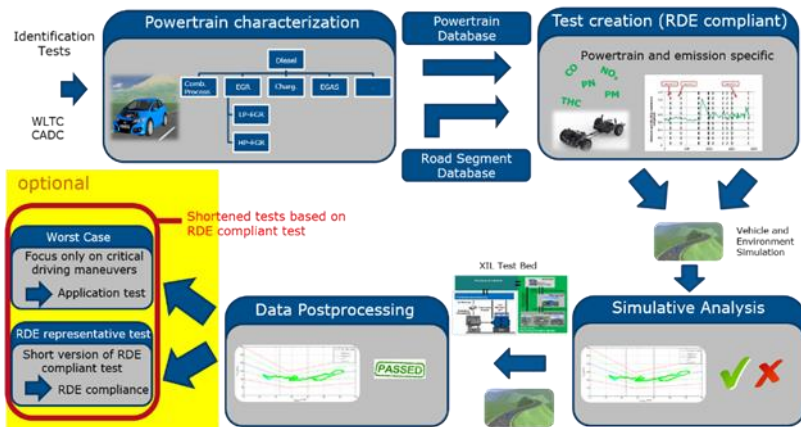 Identification
Tests
WLTC
CADC
Powertrain characterization
Diesel
Comb.
Process
EGR
Charg.
EGAS
LP-EGR
HP-EGR
Powertrain
Database
Road Segment
Database
Test creation (RDE compliant)
Powertrain and emission specific
CO
NOx
PN
PM
THC
Vehicle and
Environment
Simulation
Simulative Analysis
XIL Test Bed
Data Postprocessing
PASSED
optional
Shortened tests based on
RDE compliant test
Worst Case
Focus only on critical
driving maneuvers
Application test
RDE representative test
Short version of RDE
compliant test
RDE compliance